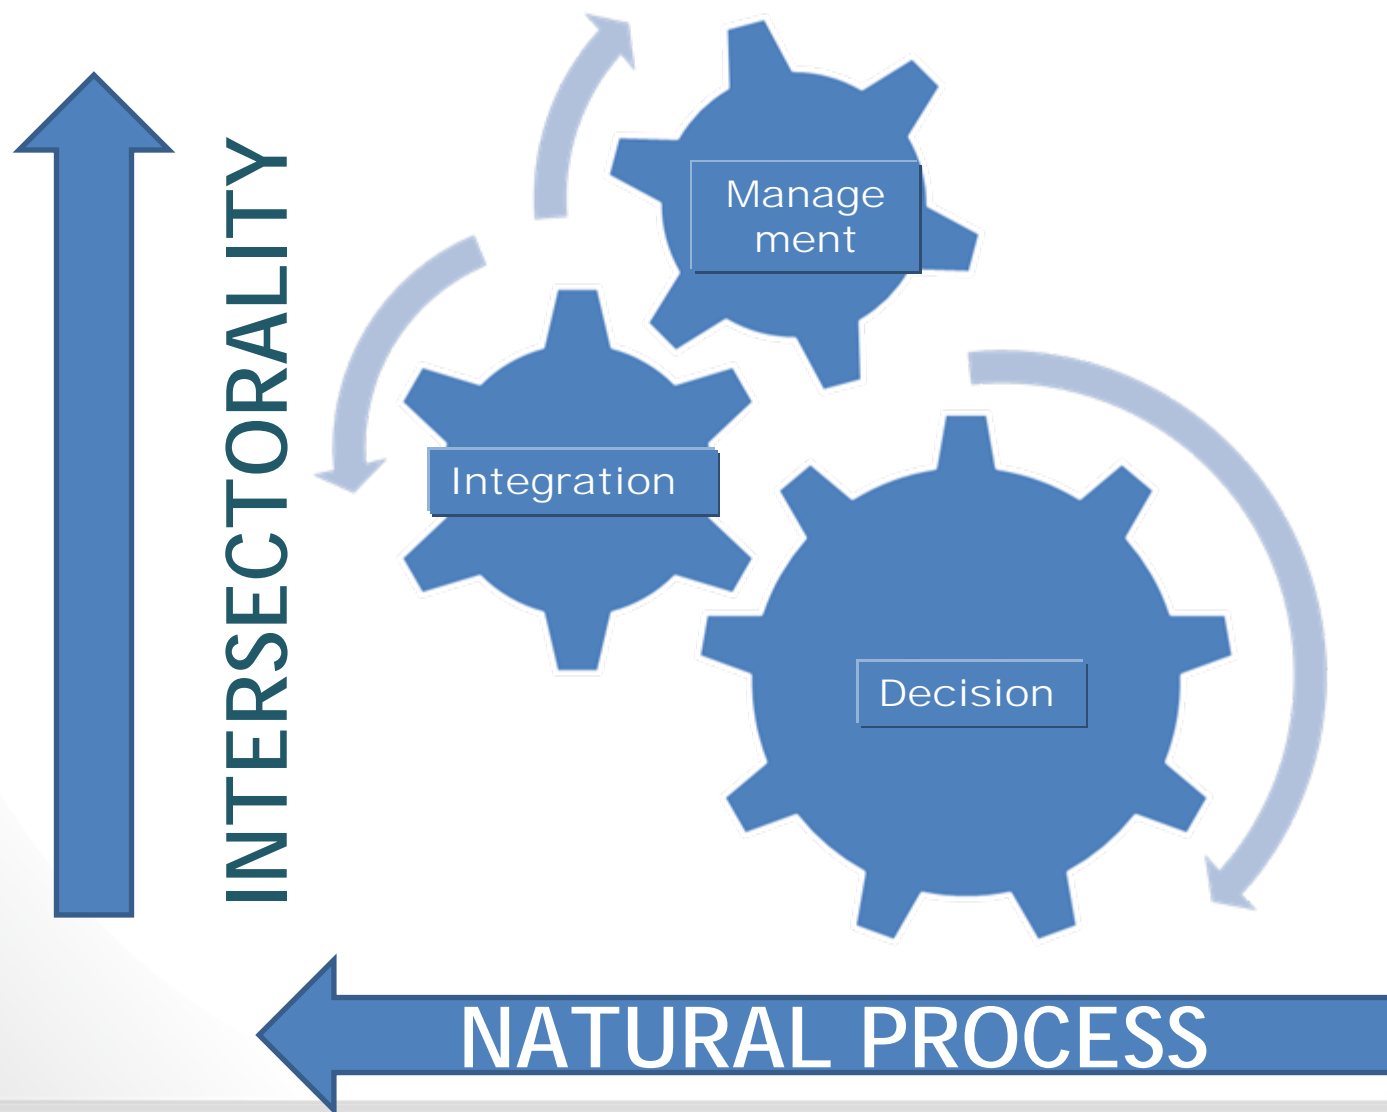 INTERSECTORALITY
Manage
ment
Integration
Decision
NATURAL PROCESS